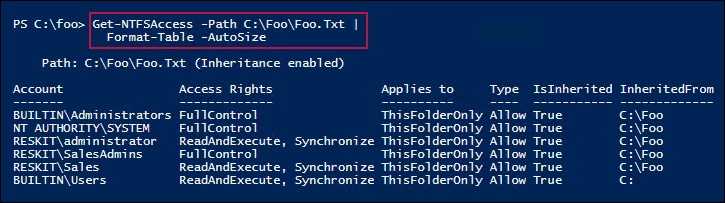 PS C:\foo> Get-NTFSAccess -Path C:\Foo\Foo.Txt |
Format-Table -AutoSize
Path: C:\Foo\Foo.Txt (Inheritance enabled)
Account Access Rights Applies to Type IsInherited InheritedFrom
------- ------------- ---------- ---- ----------- -------------
BUILTIN\Administrators FullControl ThisFolderOnly Allow True C:\Foo
NT AUTHORITY\SYSTEM FullControl ThisFolderOnly Allow True C:\Foo
RESKIT\administrator ReadAndExecute, Synchronize ThisFolderOnly Allow True C:\Foo
RESKIT\SalesAdmins FullControl ThisFolderOnly Allow True C:\Foo
RESKIT\Sales ReadAndExecute, Synchronize ThisFolderOnly Allow True C:\Foo
BUILTIN\Users ReadAndExecute, Synchronize ThisFolderOnly Allow True C: